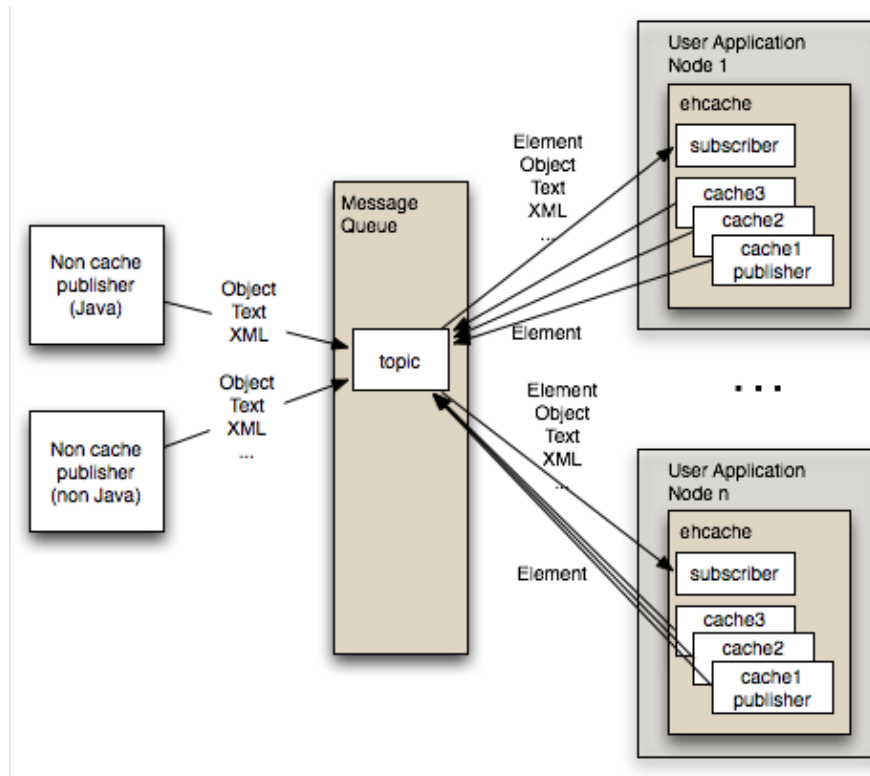 Non cache
publisher
(Java)
Object
Text
XML
Non cache
publisher
(non Java)
Object
Text
XML
...
Message
Queue
topic
Element
Object
Text
XML
...
Element
Element
Object
Text
XML
...
Element
User Application
Node 1
ehcache
subscriber
cache3
cache2
cache1
publisher
...
User Application
Node n
ehcache
subscriber
cache3
cache2
cache1
publisher